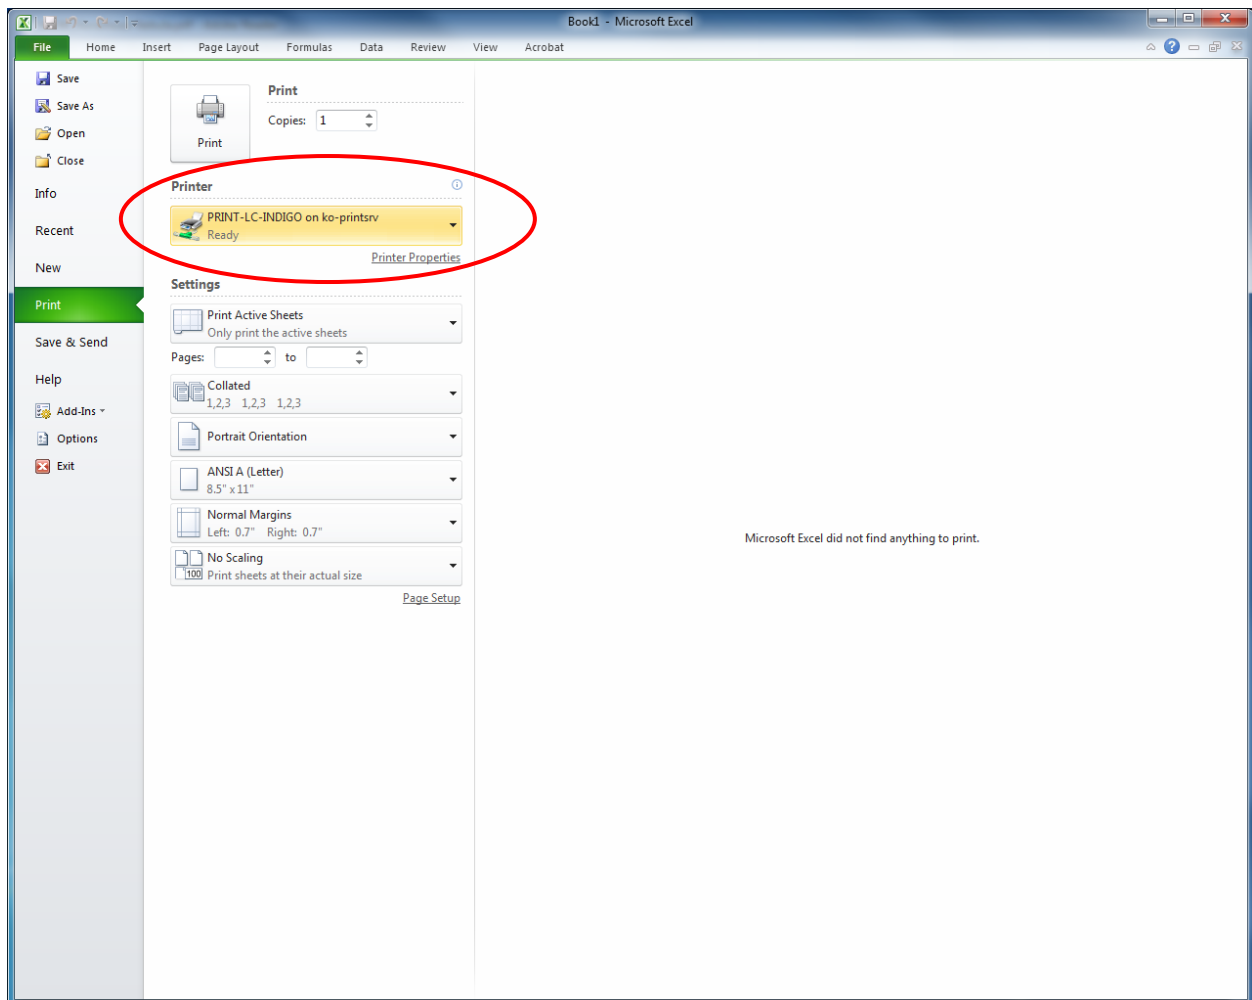 Book1 - Microsoft Excel
File Home Insert Page Layout Formulas Data Review View Acrobat
Save
Save As
Open
Close
Info
Recent
New
Print
Save & Send
Help
Add-Ins
Options
Exit
Print
Print
Copies: 1
Printer
PRINT-LC-INDIGO on ko-printsrv
Ready
Printer Properties
Settings
Print Active Sheets
Only print the active sheets
Pages: to
Collated
1,2,3 1,2,3 1,2,3
Portrait Orientation
ANSI A (Letter)
8.5" x 11"
Normal Margins
Left: 0.7" Right: 0.7"
No Scaling
100 Print sheets at their actual size
Page Setup
Microsoft Excel did not find anything to print.